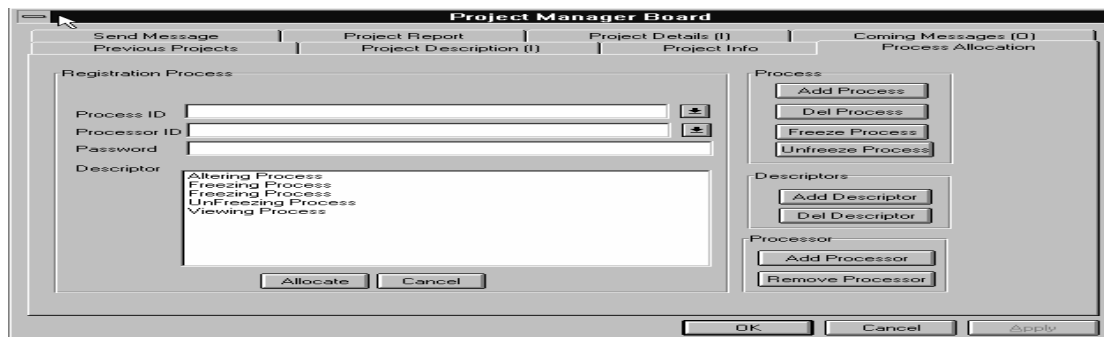 Project Manager Board
Send Message Project Report Project Details (I) Coming Messages (0)
Previous Projects Project Description (I) Project Info Process Allocation
Registration Process
Process ID
Processor ID
Password
Descriptor
Altering Process
Freezing Process
Freezing Process
UnFreezing Process
Viewing Process
Allocate Cancel
Process
Add Process
Del Process
Freeze Process
Unfreeze Process
Descriptors
Add Descriptor
Del Descriptor
Processor
Add Processor
Remove Processor
OK Cancel Apply